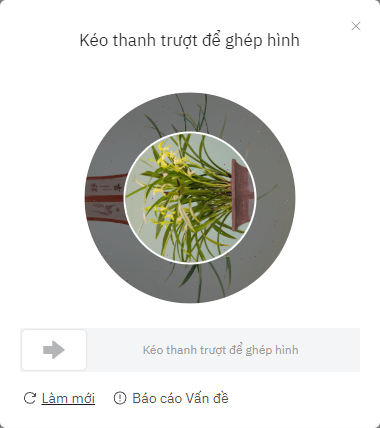 Kéo thanh trượt để ghép hình
Kéo thanh trượt để ghép hình
Làm mới
Báo cáo Vấn đề